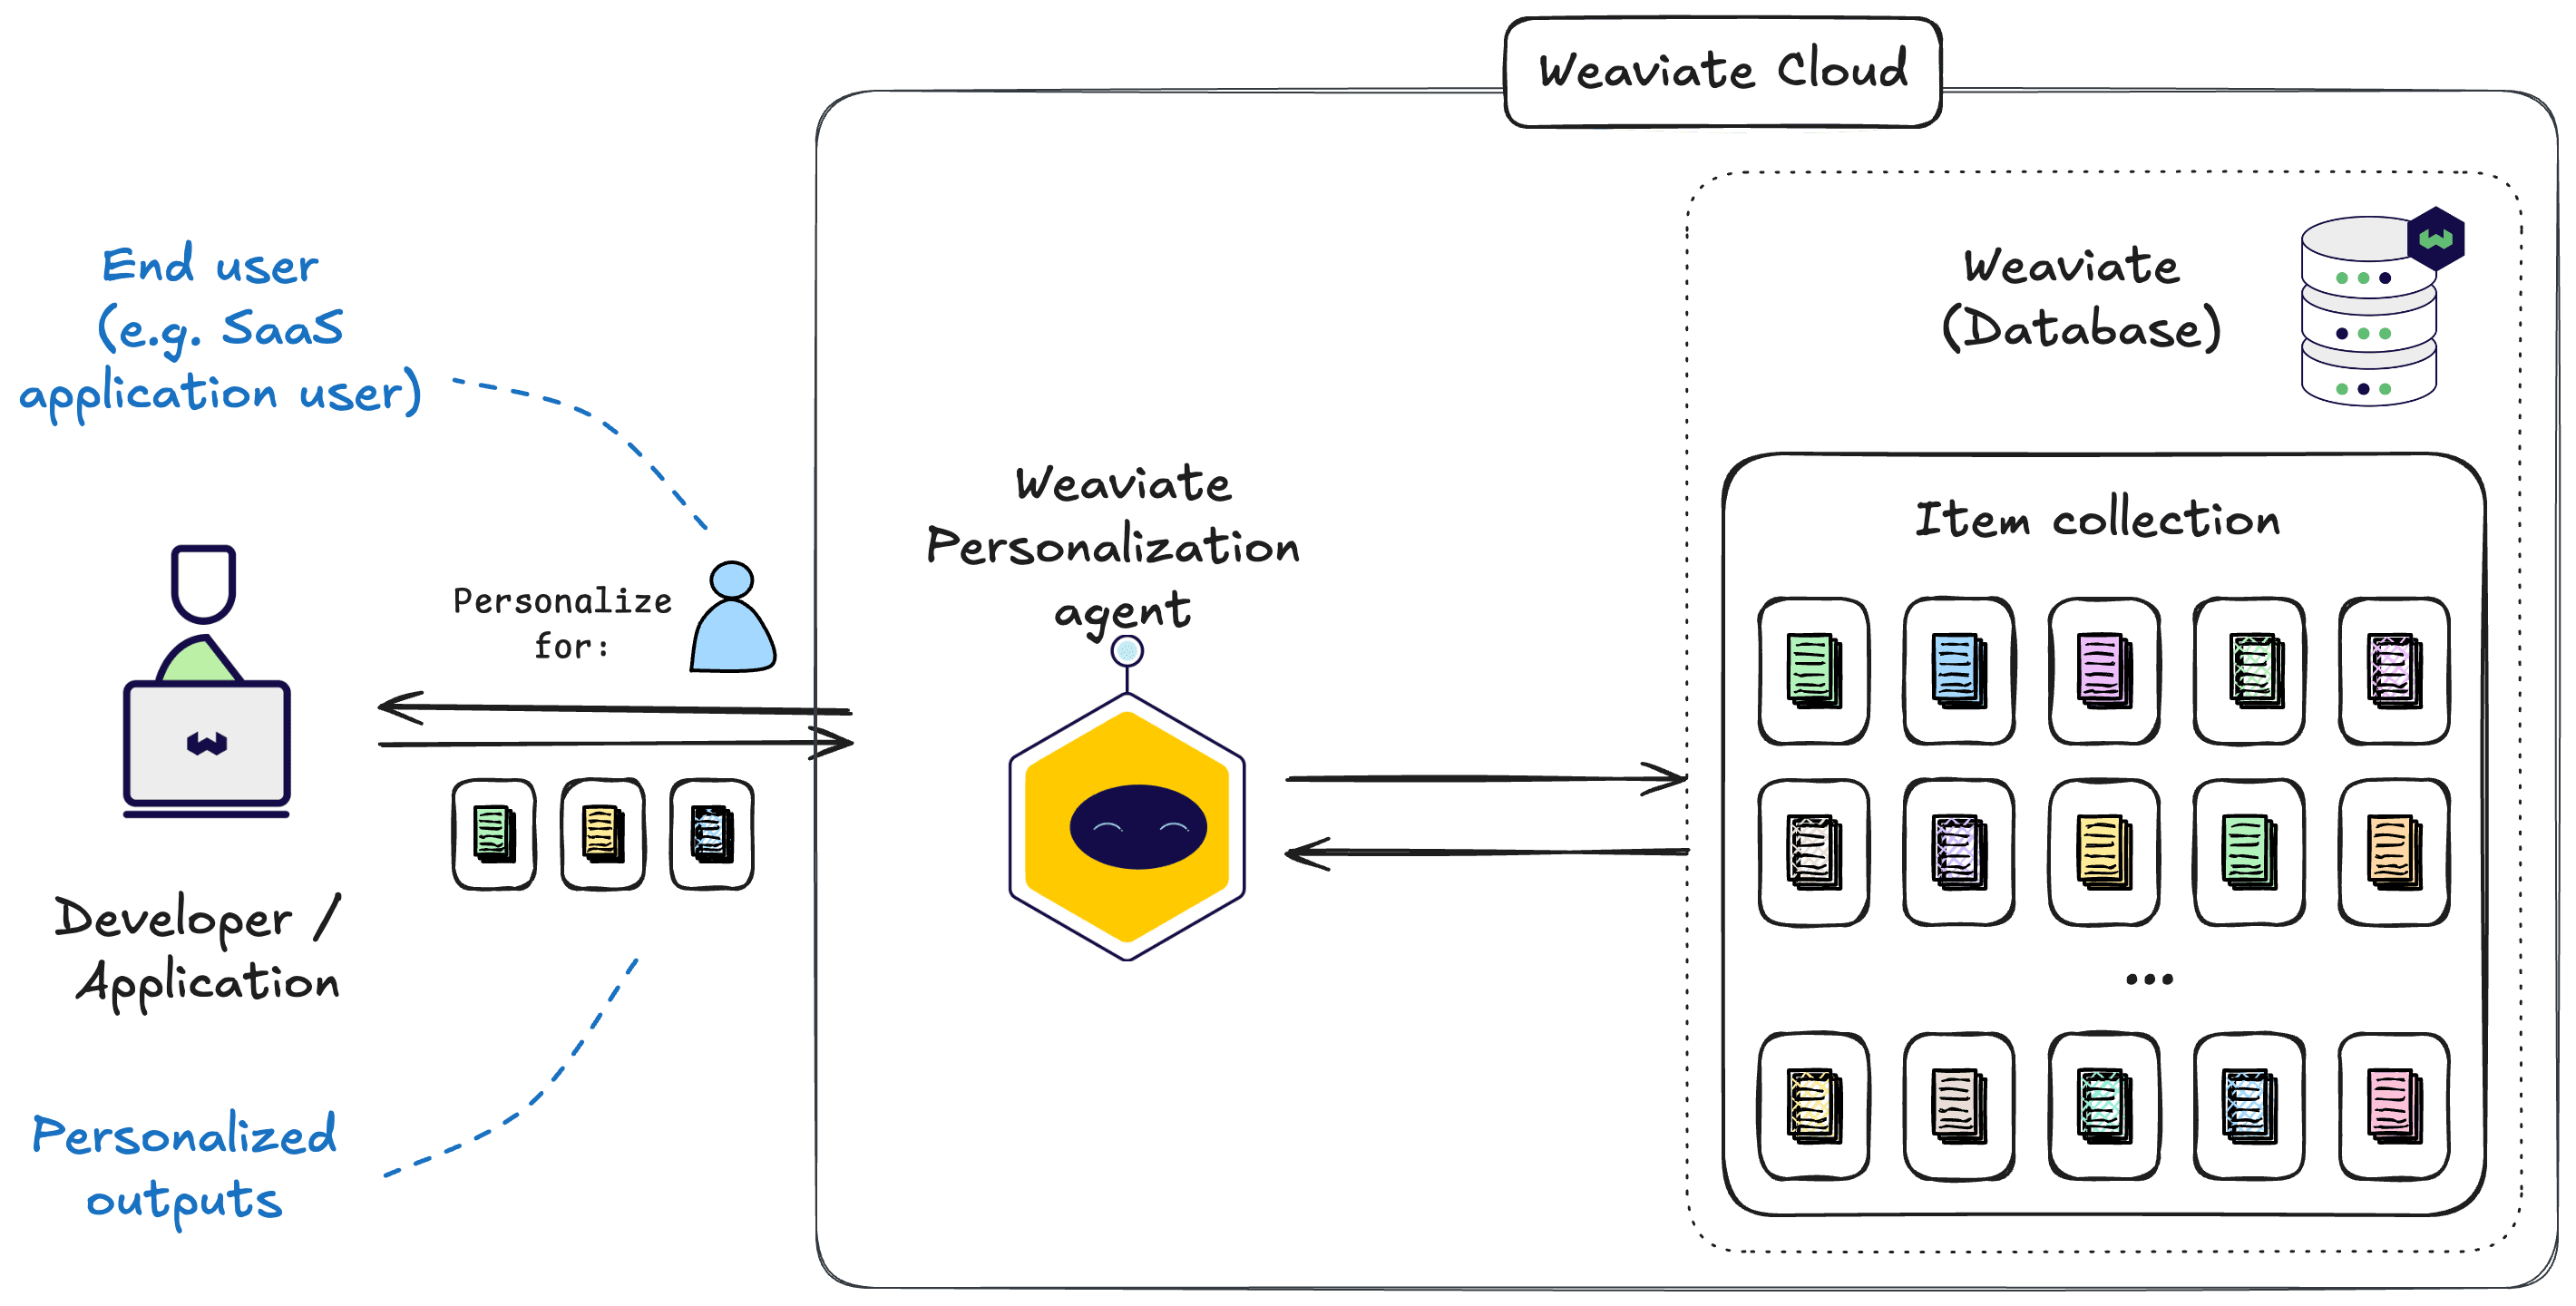 Weaviate Cloud
End user
(e.g. SaaS
application user)
Weaviate
(Database)
Weaviate
Personalization
agent
Item collection
Personalize
for:
...
Developer /
Application
Personalized
outputs